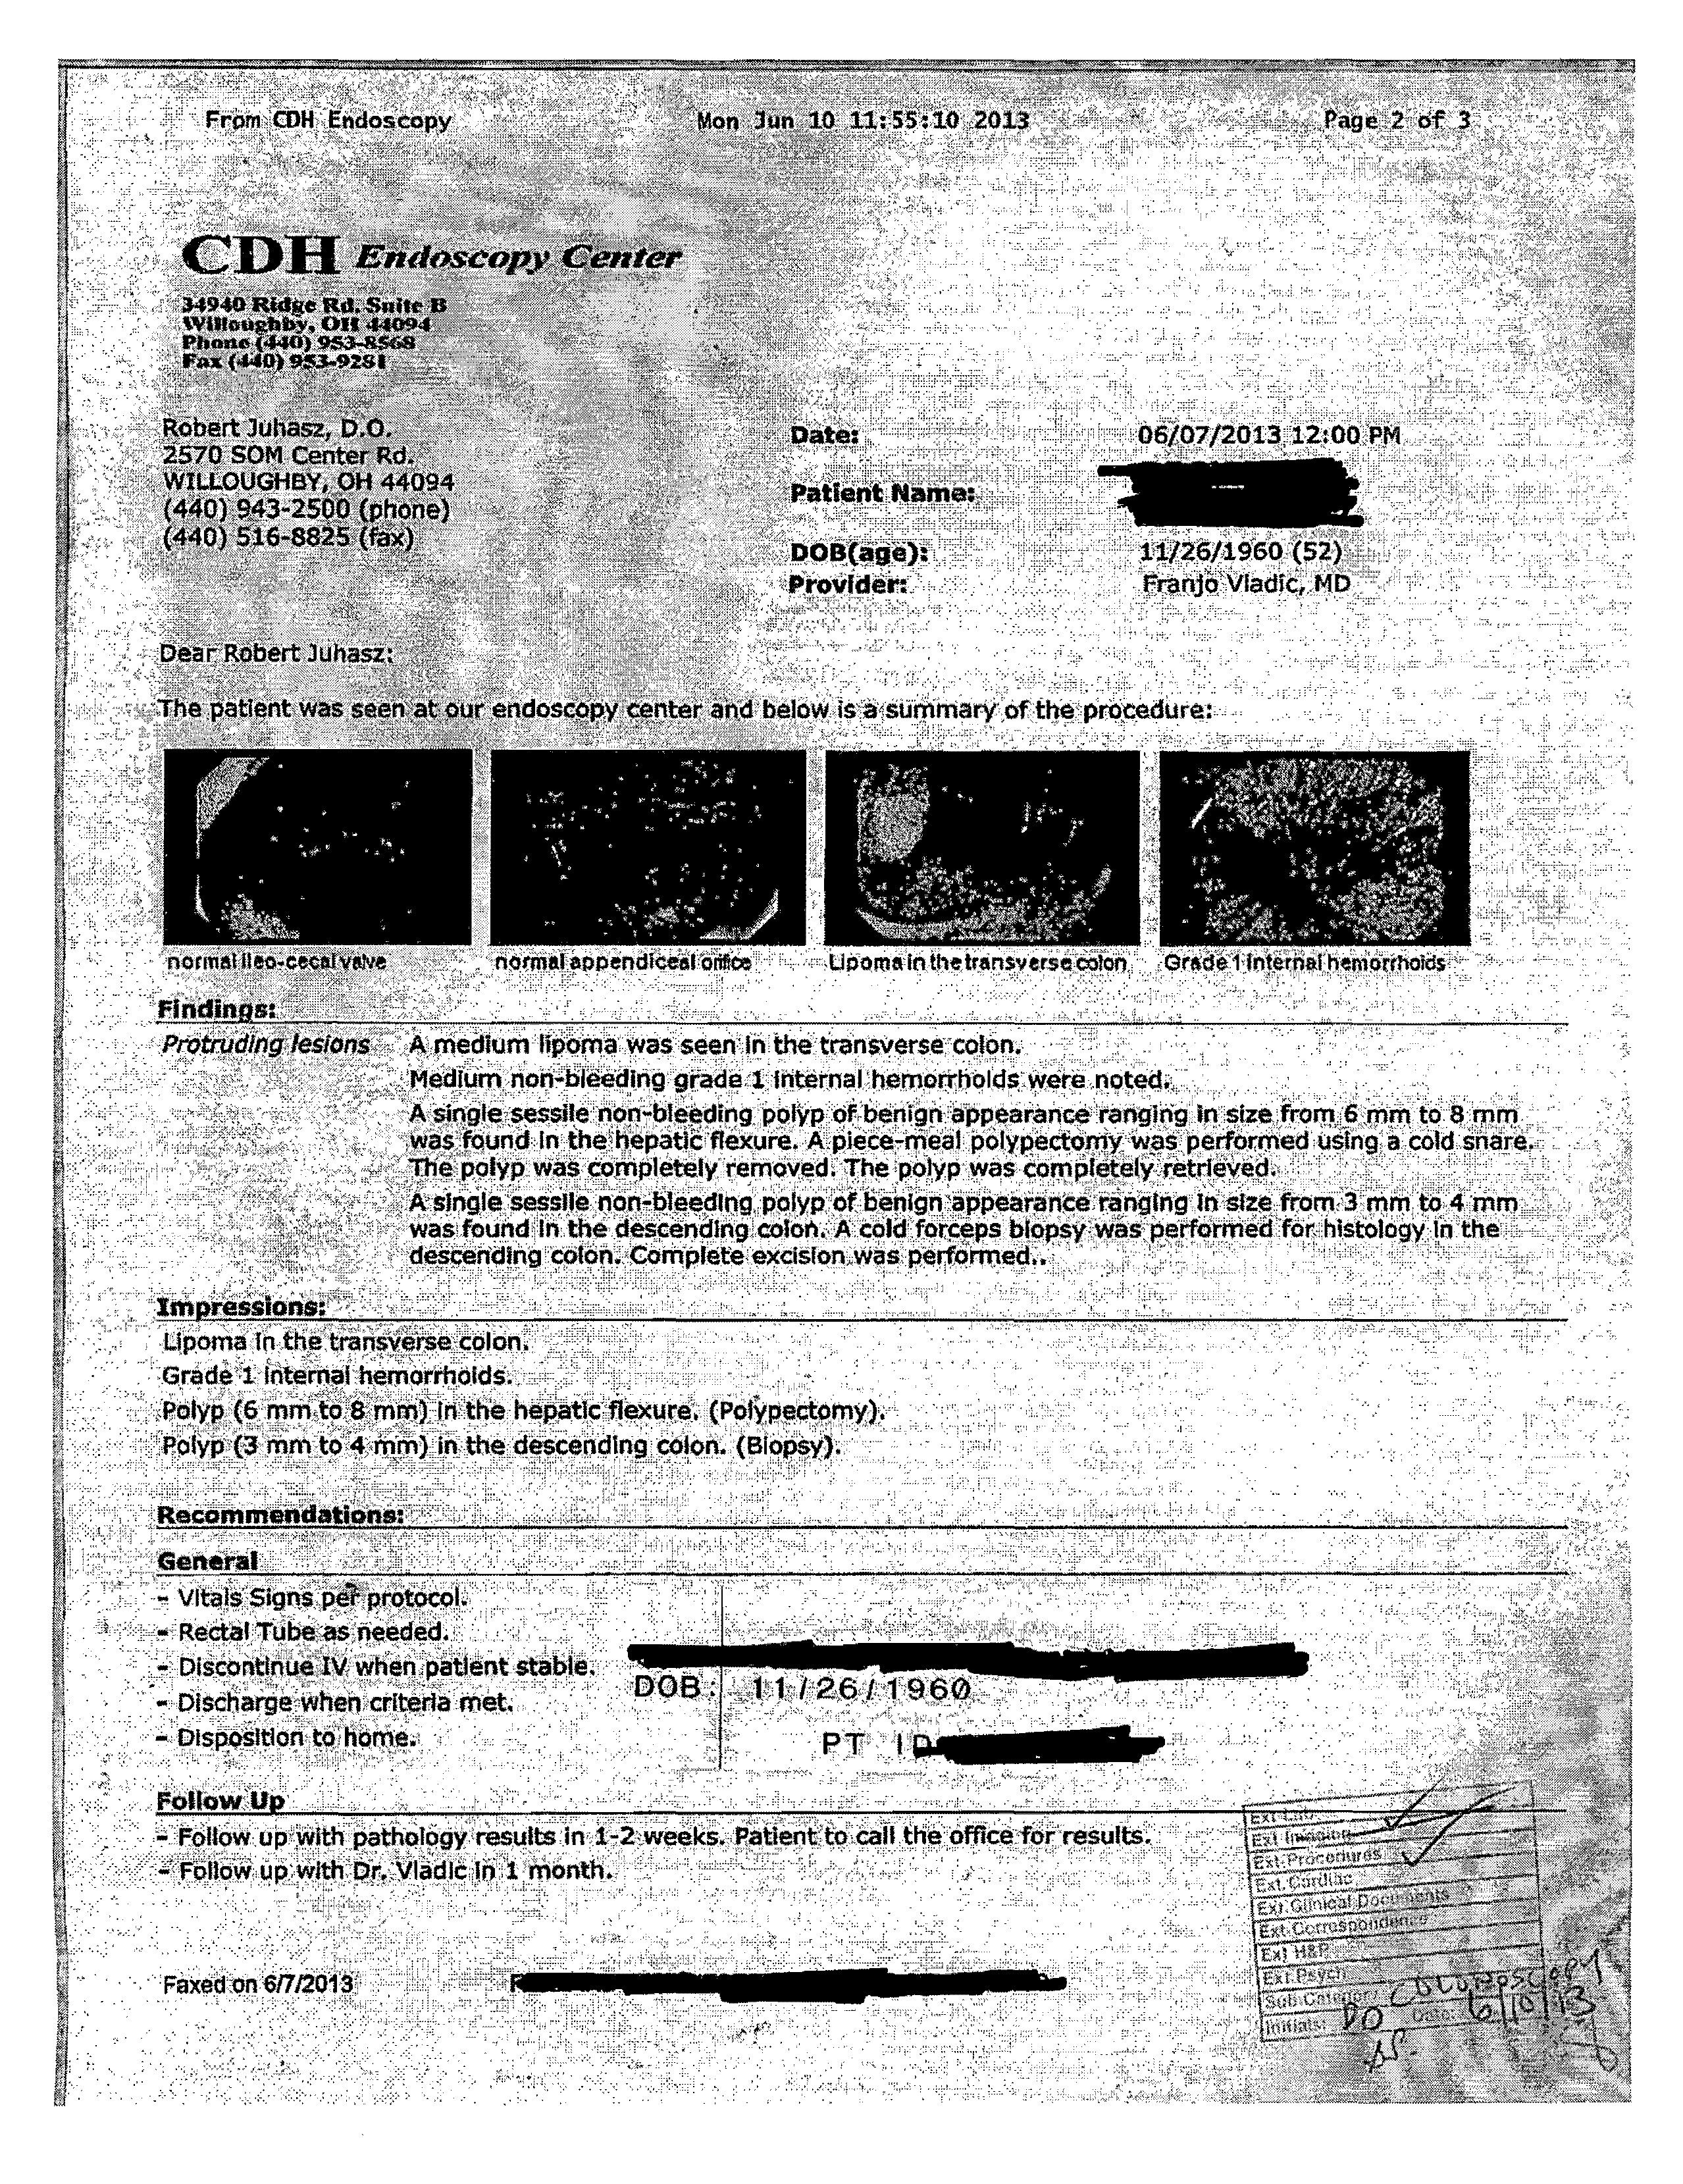 From CDH Endoscopy Mon Jun 10 11:55:10 2013 Page 2 of 3
CDH Endoscopy Center
34940 Ridge Rd. Suite B
Willoughby, OH 44094
Phone (440) 953-8568
Fax (440) 953-9281
Robert Juhasz, D.O.
2570 SOM Center Rd.
WILLOUGHBY, OH 44094
(440) 943-2500 (phone)
(440) 516-8825 (fax)
Date: 06/07/2013 12:00 PM
Patient Name:
DOB(age): 11/26/1960 (52)
Provider: Franjo Vladic, MD
Dear Robert Juhasz:
The patient was seen at our endoscopy center and below is a summary of the procedure:
normal ileo-cecal valve normal appendiceal orifice Lipoma in the transverse colon Grade 1 internal hemorrhoids
Findings:
Protruding lesions A medium lipoma was seen in the transverse colon.
Medium non-bleeding grade 1 internal hemorrhoids were noted.
A single sessile non-bleeding polyp of benign appearance ranging in size from 6 mm to 8 mm
was found in the hepatic flexure. A piece-meal polypectomy was performed using a cold snare.
The polyp was completely removed. The polyp was completely retrieved.
A single sessile non-bleeding polyp of benign appearance ranging in size from 3 mm to 4 mm
was found in the descending colon. A cold forceps biopsy was performed for histology in the
descending colon. Complete excision was performed..
Impressions:
Lipoma in the transverse colon.
Grade 1 internal hemorrhoids.
Polyp (6 mm to 8 mm) in the hepatic flexure. (Polypectomy).
Polyp (3 mm to 4 mm) in the descending colon. (Biopsy).
Recommendations:
General
- Vitals Signs per protocol.
- Rectal Tube as needed.
- Discontinue IV when patient stable.
- Discharge when criteria met.
- Disposition to home.
DOB: 11/26/1960
PT ID
Follow Up
- Follow up with pathology results in 1-2 weeks. Patient to call the office for results.
- Follow up with Dr. Vladic in 1 month.
Ext Lab
Ext Imaging
Ext Procedures
Ext. Cardiac
Ext Clinical Documents
Ext Correspondence
Ext H&P
Ext Psych
Sub Category: COLONOSCOPY
Initials: Date: 6/10/13
Faxed on 6/7/2013